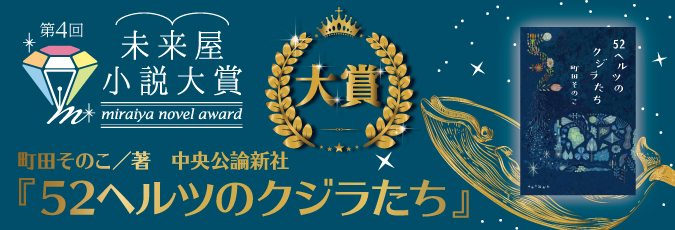 第4回
未来屋
小説大賞
miraiya novel award
大賞
町田そのこ／著　中央公論新社
『52ヘルツのクジラたち』
52ヘルツの
クジラたち
町田そのこ